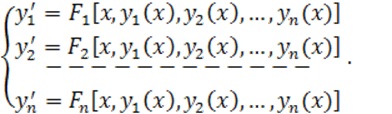 y₁′ = F₁[x, y₁(x), y₂(x), ..., yₙ(x)]
y₂′ = F₂[x, y₁(x), y₂(x), ..., yₙ(x)]
— — — — — — — — — — — .
yₙ′ = Fₙ[x, y₁(x), y₂(x), ..., yₙ(x)]